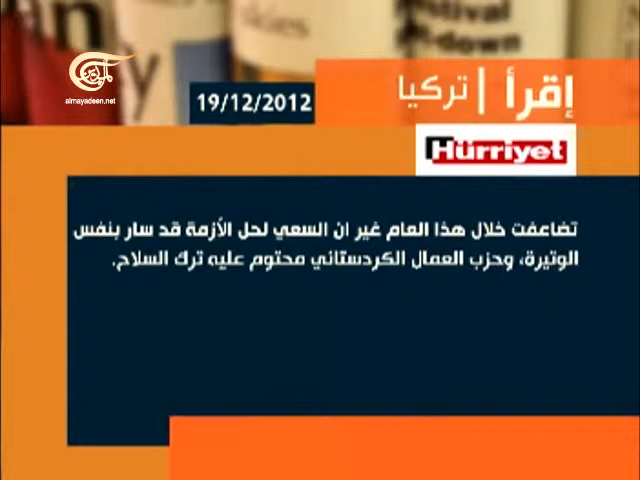 الميادين
almayadeen.net
إقرأ | تركيا
19/12/2012
Hürriyet
تضاعفت خلال هذا العام غير ان السعي لحل الأزمة قد سار بنفس
الوتيرة، وحزب العمال الكردستاني محتوم عليه ترك السلاح.